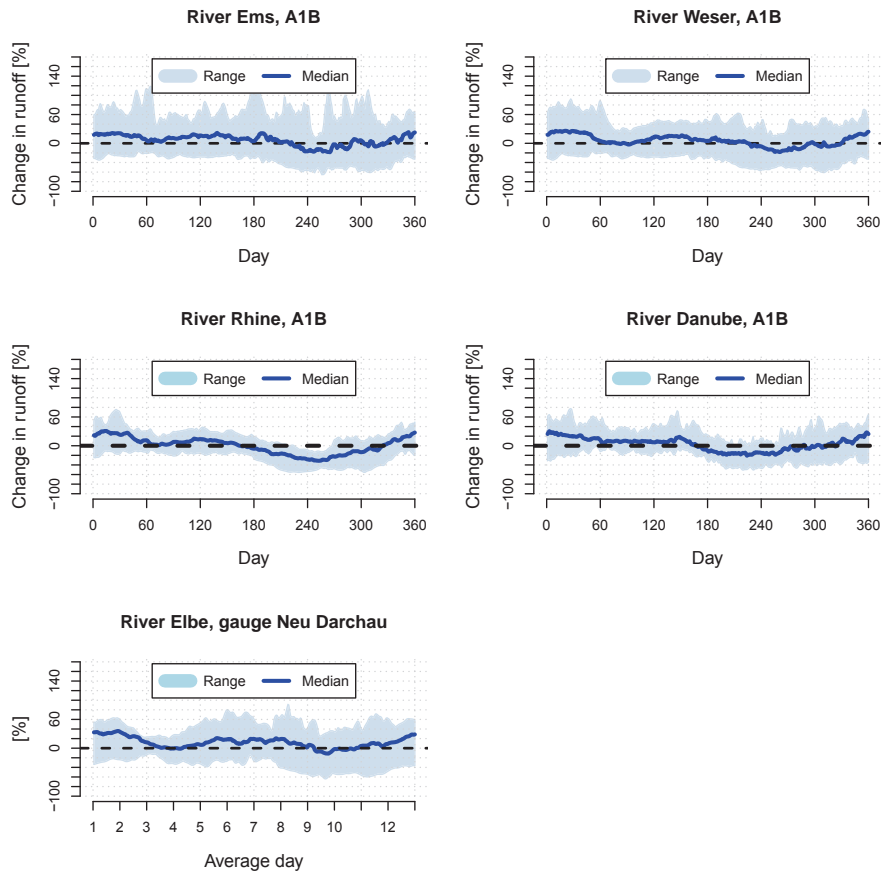 River Ems, A1B
Change in runoff [%]
140
60
0
−100
Range Median
0 60 120 180 240 300 360
Day
River Weser, A1B
Change in runoff [%]
140
60
0
−100
Range Median
0 60 120 180 240 300 360
Day
River Rhine, A1B
Change in runoff [%]
140
60
0
−100
Range Median
0 60 120 180 240 300 360
Day
River Danube, A1B
Change in runoff [%]
140
60
0
−100
Range Median
0 60 120 180 240 300 360
Day
River Elbe, gauge Neu Darchau
[%]
140
60
0
−100
Range Median
1 2 3 4 5 6 7 8 9 10 12
Average day